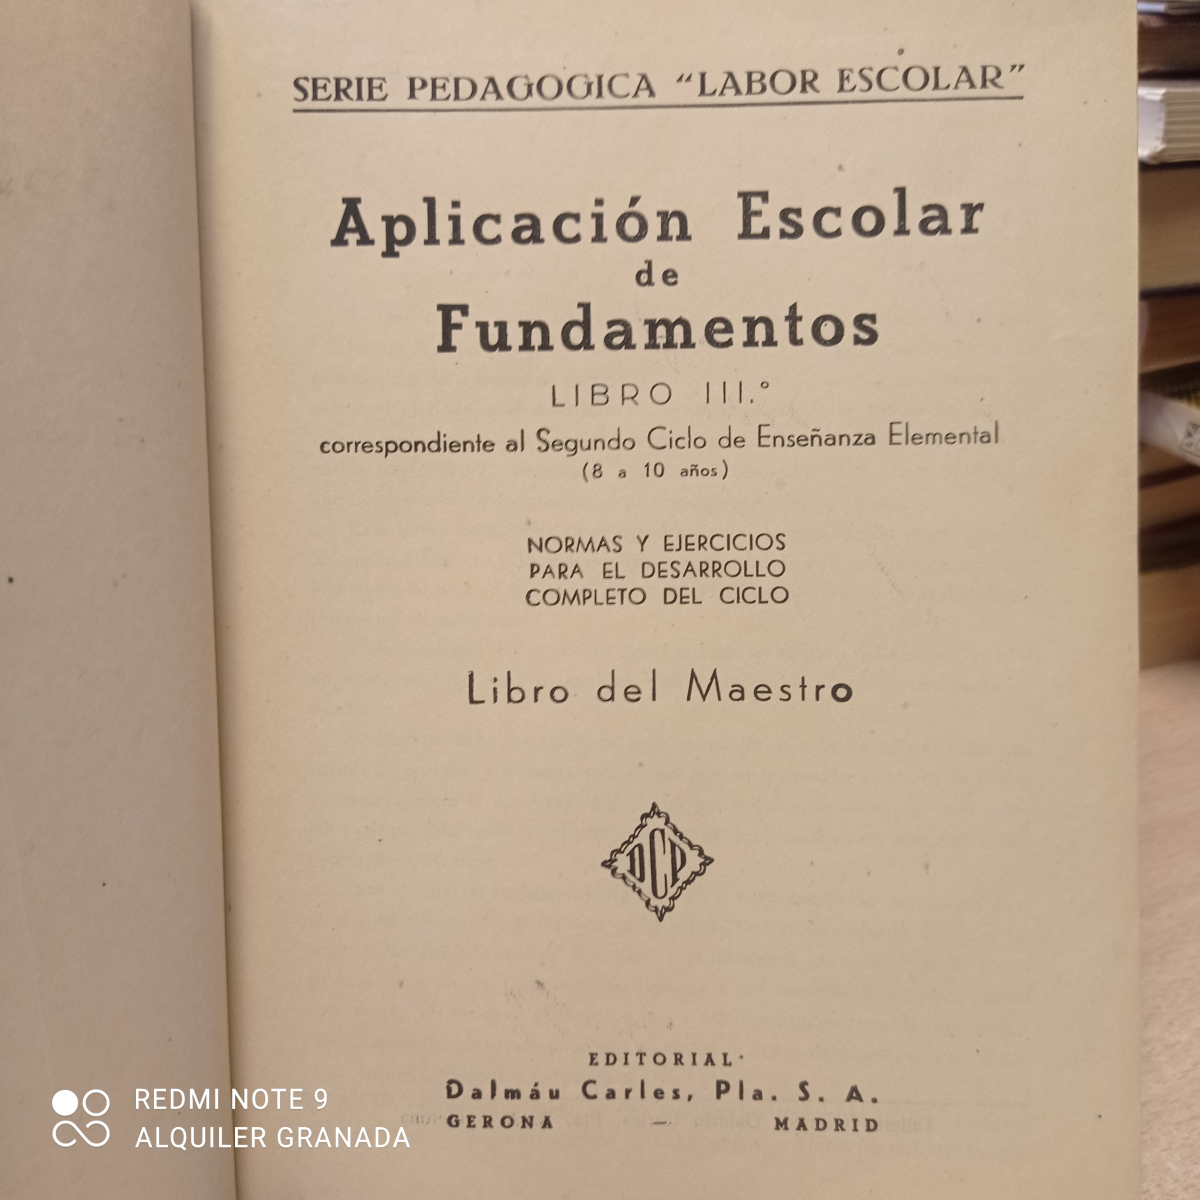 SERIE PEDAGOGICA “LABOR ESCOLAR”
Aplicación Escolar
de
Fundamentos
LIBRO III.º
correspondiente al Segundo Ciclo de Enseñanza Elemental
(8 a 10 años)
NORMAS Y EJERCICIOS
PARA EL DESARROLLO
COMPLETO DEL CICLO
Libro del Maestro
DCP
EDITORIAL
Dalmáu Carles, Pla. S. A.
GERONA — MADRID
REDMI NOTE 9
ALQUILER GRANADA